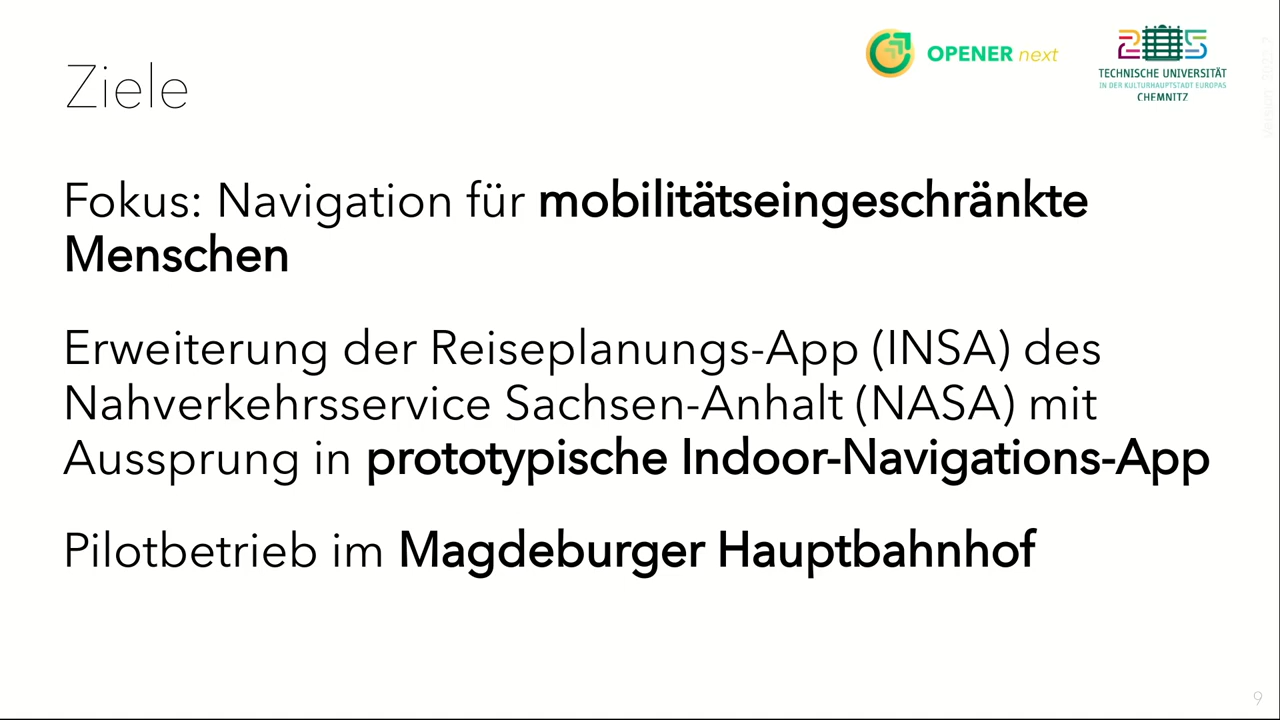 Ziele
OPENER next
2025
TECHNISCHE UNIVERSITÄT
IN DER KULTURHAUPTSTADT EUROPAS
CHEMNITZ
Fokus: Navigation für mobilitätseingeschränkte
Menschen
Erweiterung der Reiseplanungs-App (INSA) des
Nahverkehrsservice Sachsen-Anhalt (NASA) mit
Aussprung in prototypische Indoor-Navigations-App
Pilotbetrieb im Magdeburger Hauptbahnhof
9